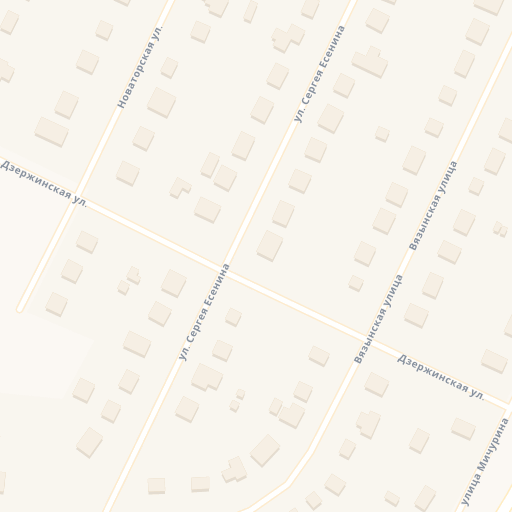 Новаторская ул.
ул. Сергея Есенина
Дзержинская ул.
Вязынская улица
ул. Сергея Есенина
Вязынская улица
Дзержинская ул.
улица Мичурина